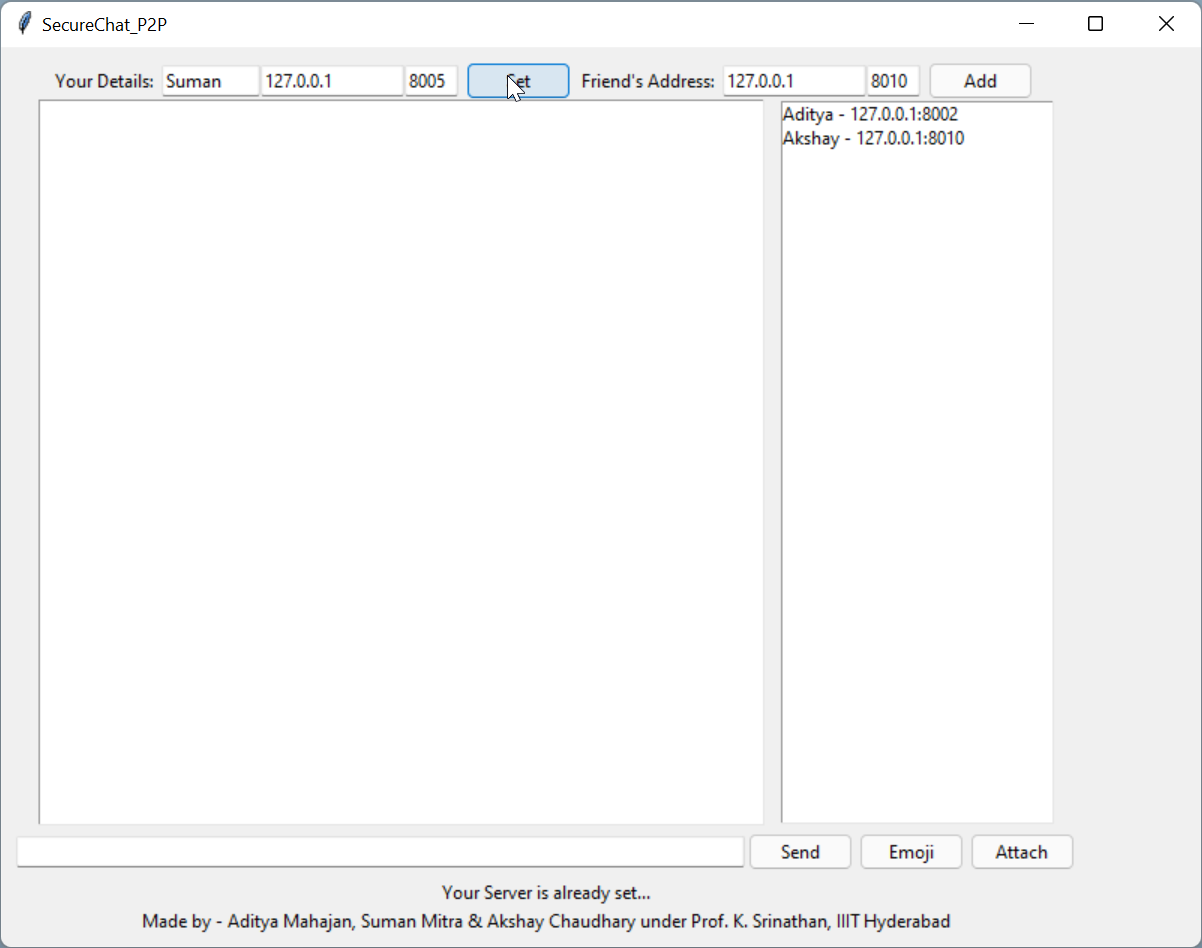 SecureChat_P2P
Your Details: Suman 127.0.0.1 8005 Set Friend's Address: 127.0.0.1 8010 Add
Aditya - 127.0.0.1:8002
Akshay - 127.0.0.1:8010
Send Emoji Attach
Your Server is already set...
Made by - Aditya Mahajan, Suman Mitra & Akshay Chaudhary under Prof. K. Srinathan, IIIT Hyderabad